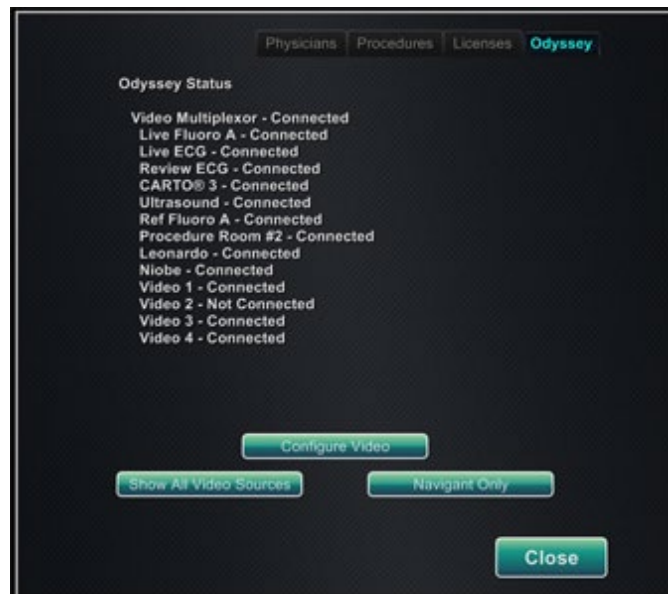 Physicians Procedures Licenses Odyssey
Odyssey Status
Video Multiplexor - Connected
Live Fluoro A - Connected
Live ECG - Connected
Review ECG - Connected
CARTO® 3 - Connected
Ultrasound - Connected
Ref Fluoro A - Connected
Procedure Room #2 - Connected
Leonardo - Connected
Niobe - Connected
Video 1 - Connected
Video 2 - Not Connected
Video 3 - Connected
Video 4 - Connected
Configure Video
Show All Video Sources Navigant Only
Close